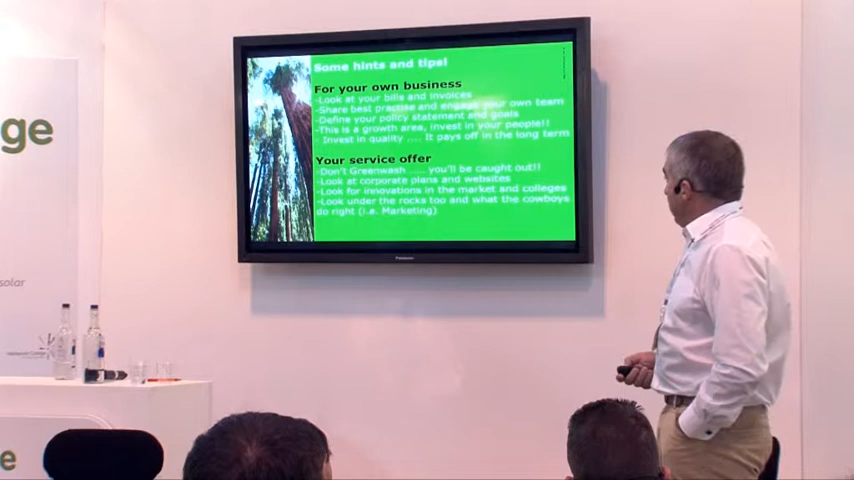 Some hints and tips!
For your own business
-Look at your bills and invoices
-Share best practise and engage your own team
-Define your policy statement and goals
-This is a growth area, invest in your people!!
- Invest in quality .... It pays off in the long term
Your service offer
-Don't Greenwash ..... you'll be caught out!!
-Look at corporate plans and websites
-Look for innovations in the market and colleges
-Look under the rocks too and what the cowboys
do right (i.e. Marketing)
Panasonic
ge
solar
e